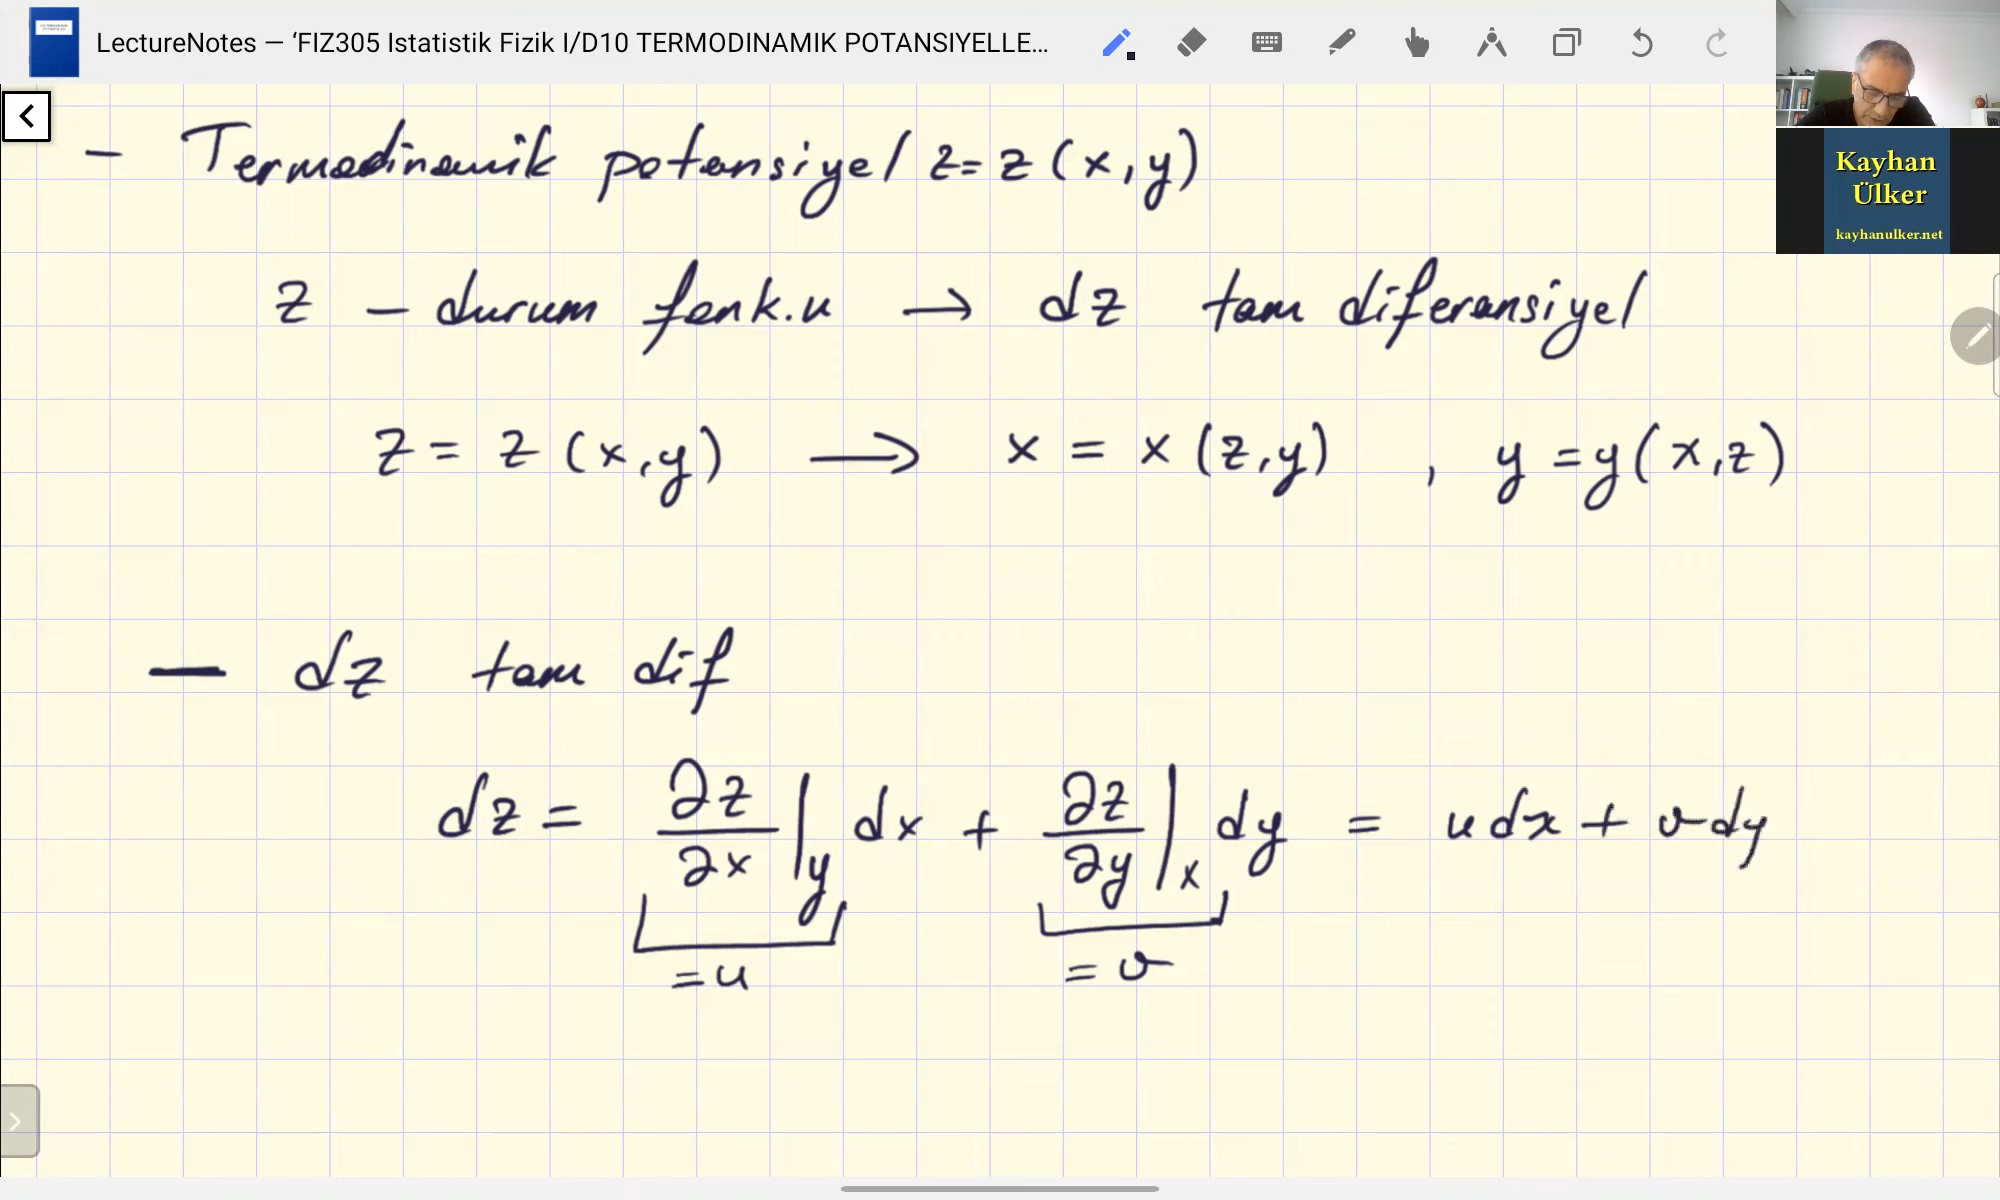 LectureNotes — ‘FIZ305 Istatistik Fizik I/D10 TERMODINAMIK POTANSIYELLE...
Kayhan
Ülker
kayhanulker.net
- Termodinamik potansiyel z = z (x, y)
z - durum fonk.u → dz tam diferansiyel
z = z (x, y) → x = x (z, y) , y = y (x, z)
- dz tam dif
dz = ∂z/∂x |y dx + ∂z/∂y |x dy = u dx + v dy
= u = v